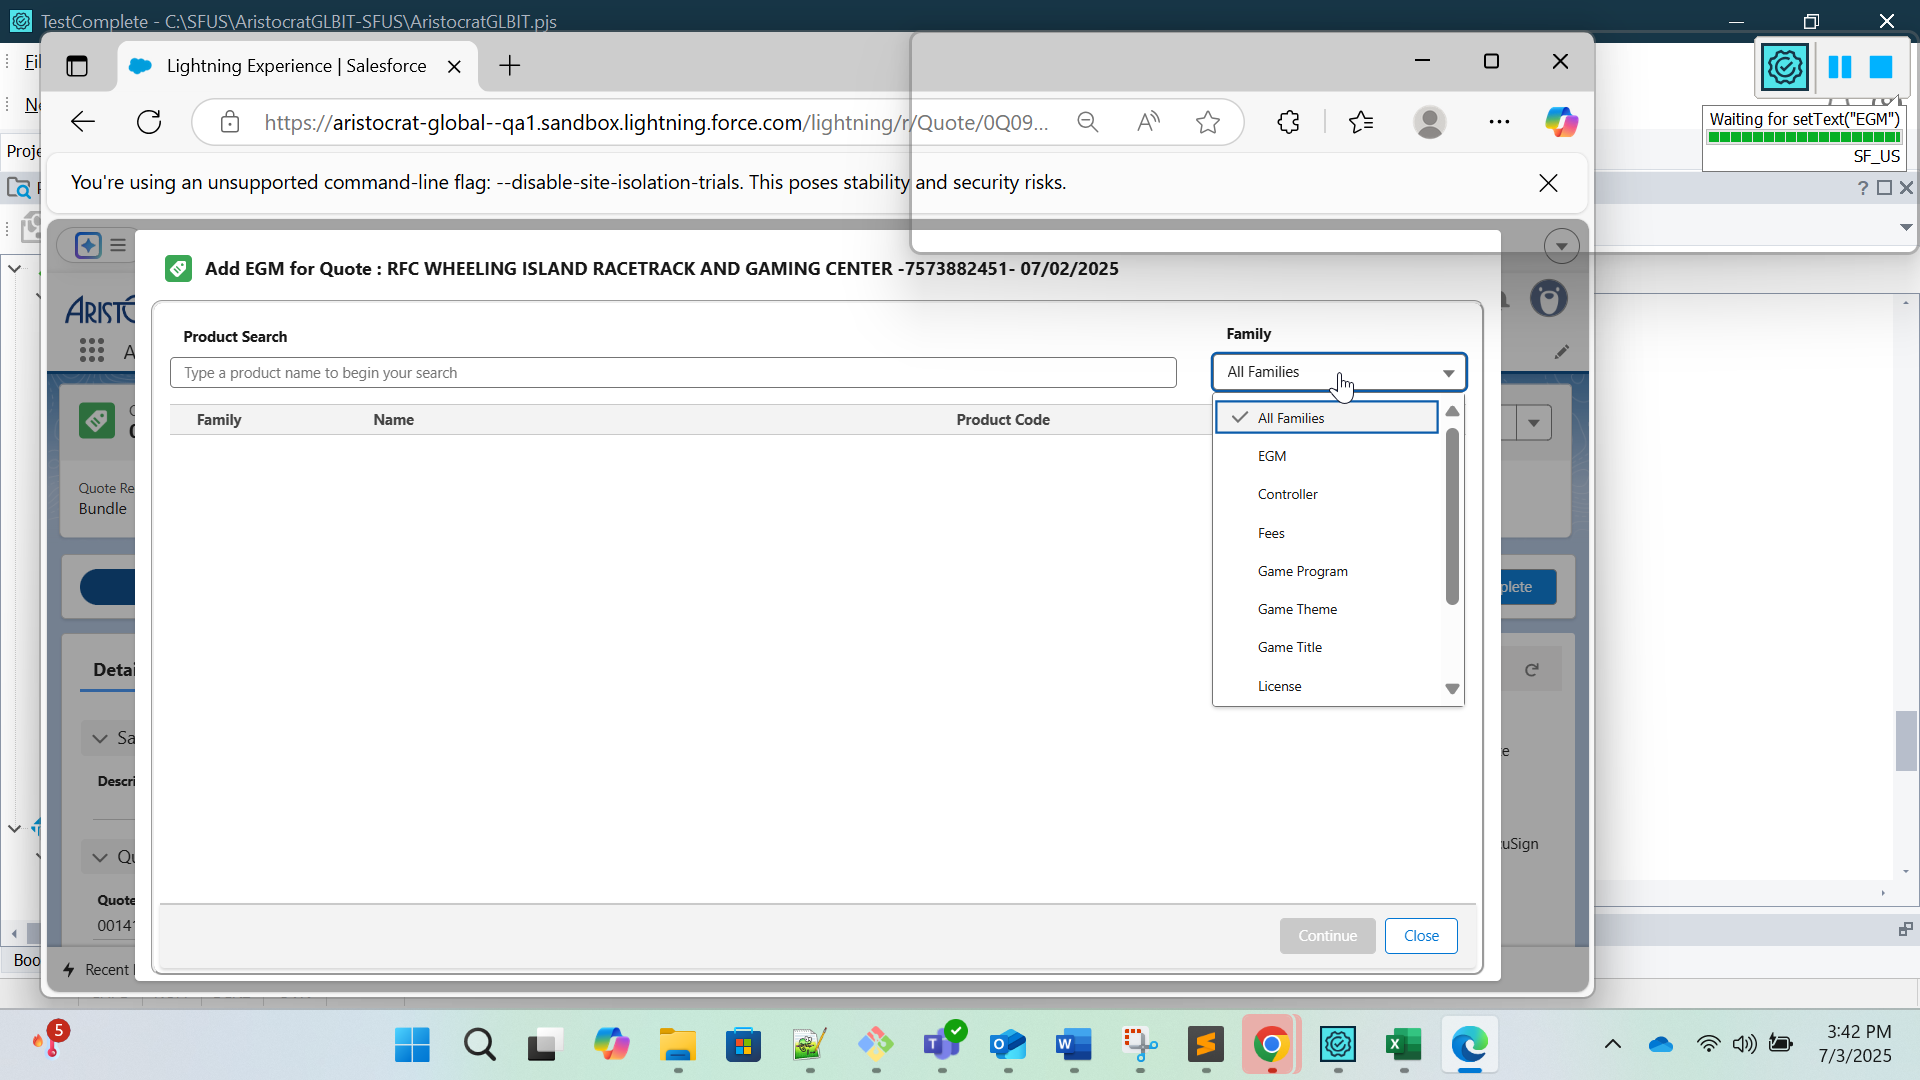 TestComplete - C:\SFUS\AristocratGLBIT-SFUS\AristocratGLBIT.pjs
Lightning Experience | Salesforce
https://aristocrat-global--qa1.sandbox.lightning.force.com/lightning/r/Quote/0Q09...
Waiting for setText("EGM")
SF_US
Proje
You're using an unsupported command-line flag: --disable-site-isolation-trials. This poses stability and security risks.
Add EGM for Quote : RFC WHEELING ISLAND RACETRACK AND GAMING CENTER -7573882451- 07/02/2025
ARISTO
Product Search
Family
Type a product name to begin your search
All Families
Family
Name
Product Code
All Families
EGM
Controller
Fees
Game Program
Game Theme
Game Title
License
Quote Re
Bundle
plete
Detai
Sa
Descri
Qu
Quote
0014
uSign
Continue
Close
Boo
Recent
5
3:42 PM
7/3/2025